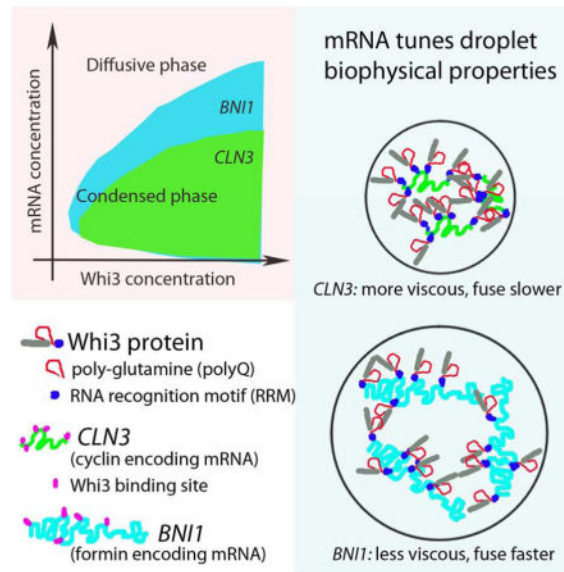 mRNA concentration
Diffusive phase
BNI1
CLN3
Condensed phase
Whi3 concentration
mRNA tunes droplet
biophysical properties
CLN3: more viscous, fuse slower
Whi3 protein
poly-glutamine (polyQ)
RNA recognition motif (RRM)
CLN3
(cyclin encoding mRNA)
Whi3 binding site
BNI1
(formin encoding mRNA)
BNI1: less viscous, fuse faster